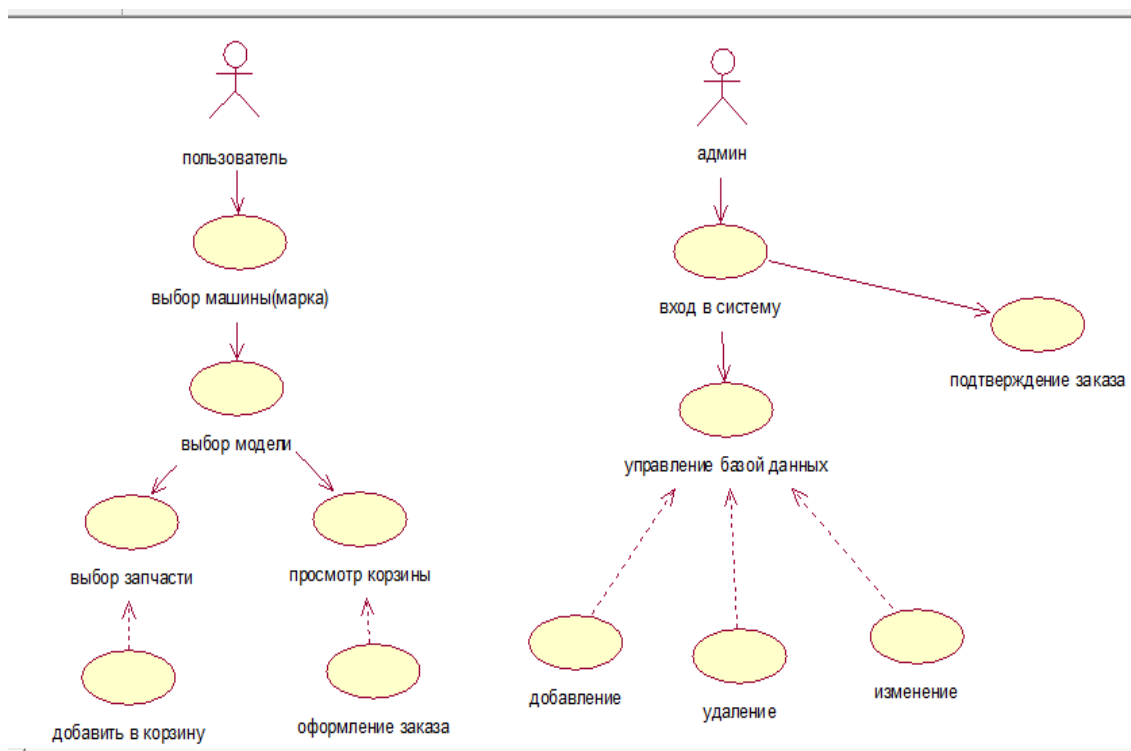 пользователь
админ
выбор машины(марка)
вход в систему
подтверждение заказа
выбор модели
управление базой данных
выбор запчасти
просмотр корзины
добавление
удаление
изменение
добавить в корзину
оформление заказа